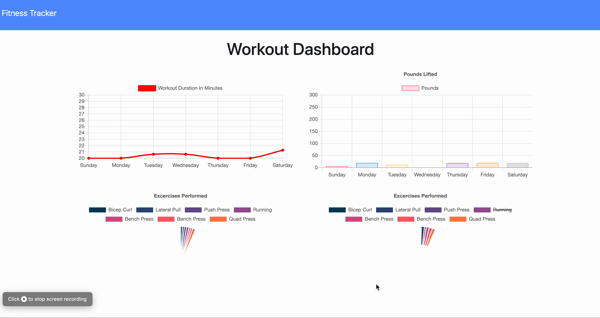 Fitness Tracker
Workout Dashboard
Workout Duration In Minutes
30
29
28
27
26
25
24
23
22
21
20
Sunday Monday Tuesday Wednesday Thursday Friday Saturday
Pounds Lifted
Pounds
300
250
200
150
100
50
0
Sunday Monday Tuesday Wednesday Thursday Friday Saturday
Excercises Performed
Bicep Curl Lateral Pull Push Press Running
Bench Press Bench Press Quad Press
Excercises Performed
Bicep Curl Lateral Pull Push Press Running
Bench Press Bench Press Quad Press
Click to stop screen recording